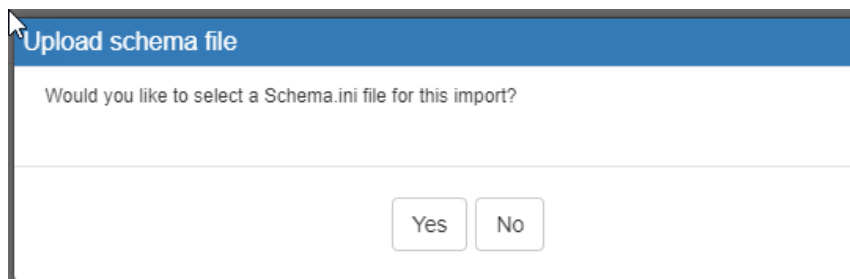 Upload schema file
Would you like to select a Schema.ini file for this import?
Yes No